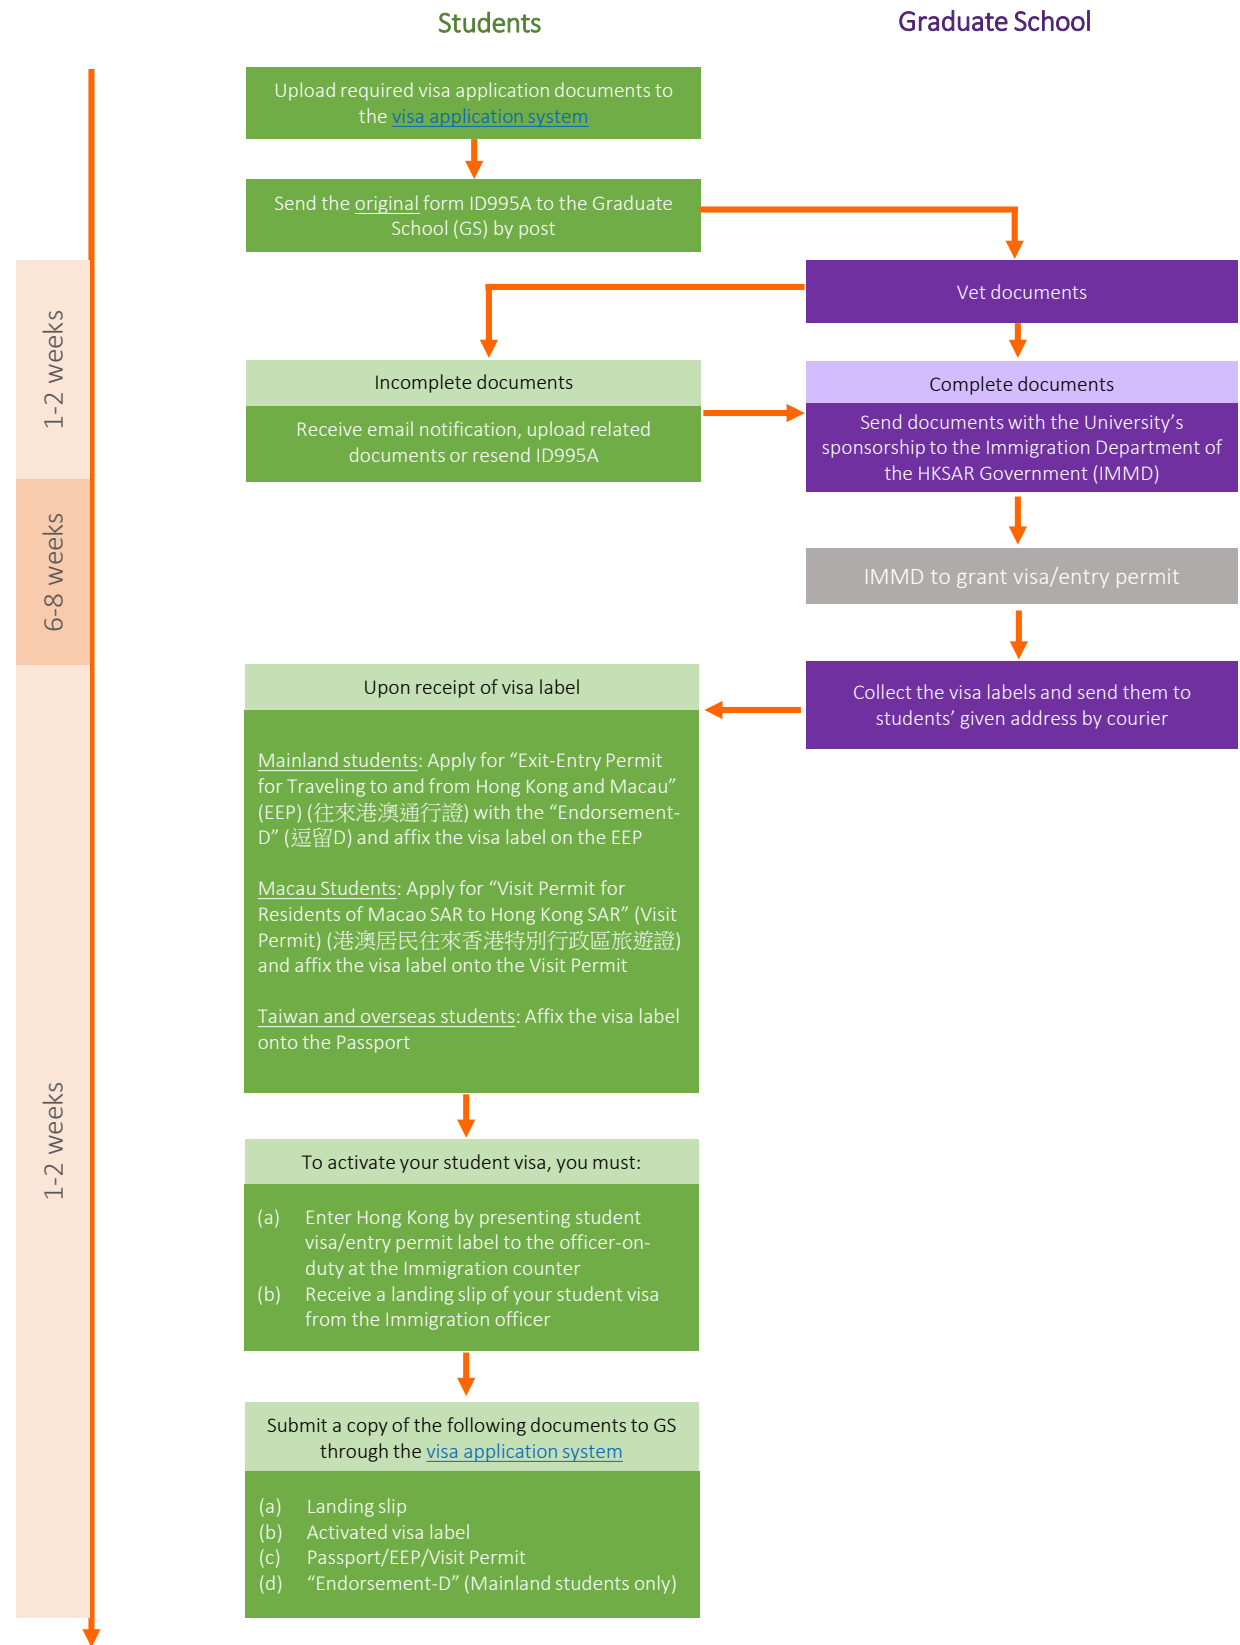 Students
Graduate School
Upload required visa application documents to
the visa application system
Send the original form ID995A to the Graduate
School (GS) by post
Vet documents
1-2 weeks
Incomplete documents
Receive email notification, upload related
documents or resend ID995A
Complete documents
Send documents with the University's
sponsorship to the Immigration Department of
the HKSAR Government (IMMD)
6-8 weeks
IMMD to grant visa/entry permit
Collect the visa labels and send them to
students' given address by courier
Upon receipt of visa label
Mainland students: Apply for “Exit-Entry Permit
for Traveling to and from Hong Kong and Macau”
(EEP) (往來港澳通行證) with the “Endorsement-
D” (逗留D) and affix the visa label on the EEP
Macau Students: Apply for “Visit Permit for
Residents of Macao SAR to Hong Kong SAR” (Visit
Permit) (港澳居民往來香港特別行政區旅遊證)
and affix the visa label onto the Visit Permit
Taiwan and overseas students: Affix the visa label
onto the Passport
1-2 weeks
To activate your student visa, you must:
(a) Enter Hong Kong by presenting student
visa/entry permit label to the officer-on-
duty at the Immigration counter
(b) Receive a landing slip of your student visa
from the Immigration officer
Submit a copy of the following documents to GS
through the visa application system
(a) Landing slip
(b) Activated visa label
(c) Passport/EEP/Visit Permit
(d) “Endorsement-D” (Mainland students only)